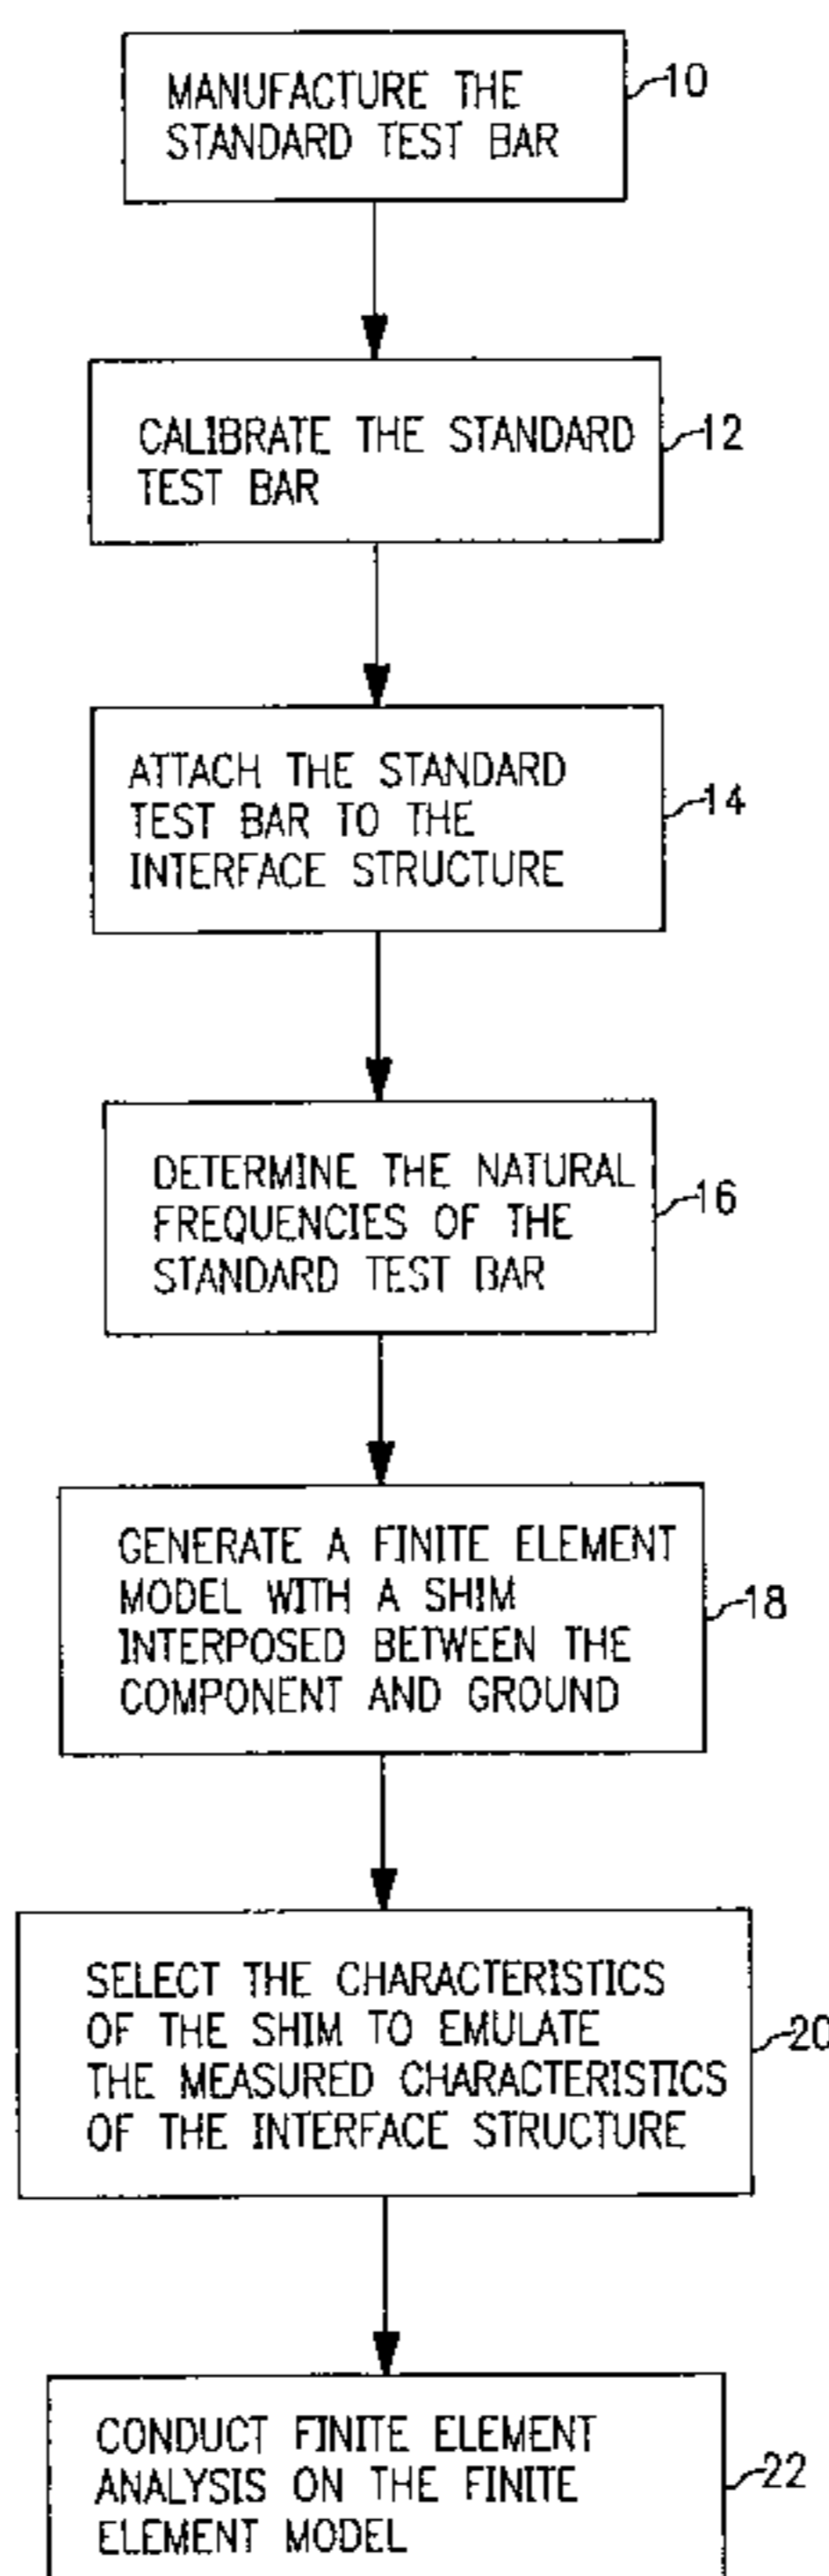 MANUFACTURE THE
STANDARD TEST BAR
10
CALIBRATE THE STANDARD
TEST BAR
12
ATTACH THE STANDARD
TEST BAR TO THE
INTERFACE STRUCTURE
14
DETERMINE THE NATURAL
FREQUENCIES OF THE
STANDARD TEST BAR
16
GENERATE A FINITE ELEMENT
MODEL WITH A SHIM
INTERPOSED BETWEEN THE
COMPONENT AND GROUND
18
SELECT THE CHARACTERISTICS
OF THE SHIM TO EMULATE
THE MEASURED CHARACTERISTICS
OF THE INTERFACE STRUCTURE
20
CONDUCT FINITE ELEMENT
ANALYSIS ON THE FINITE
ELEMENT MODEL
22